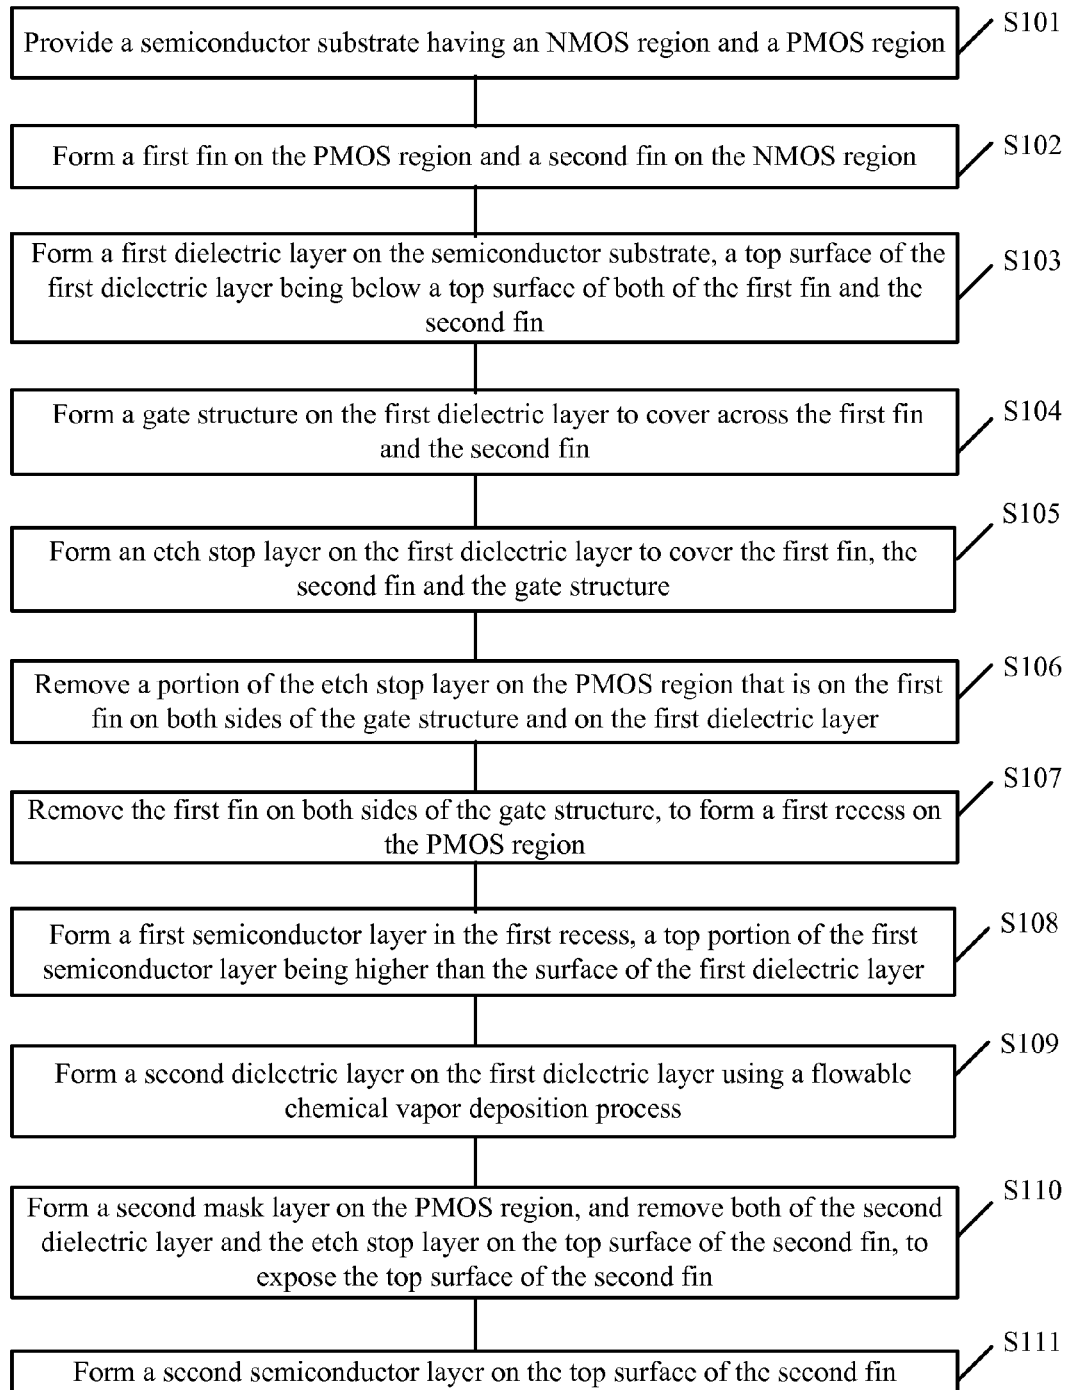 S101
Provide a semiconductor substrate having an NMOS region and a PMOS region
S102
Form a first fin on the PMOS region and a second fin on the NMOS region
S103
Form a first dielectric layer on the semiconductor substrate, a top surface of the
first dielectric layer being below a top surface of both of the first fin and the
second fin
S104
Form a gate structure on the first dielectric layer to cover across the first fin
and the second fin
S105
Form an etch stop layer on the first dielectric layer to cover the first fin, the
second fin and the gate structure
S106
Remove a portion of the etch stop layer on the PMOS region that is on the first
fin on both sides of the gate structure and on the first dielectric layer
S107
Remove the first fin on both sides of the gate structure, to form a first recess on
the PMOS region
S108
Form a first semiconductor layer in the first recess, a top portion of the first
semiconductor layer being higher than the surface of the first dielectric layer
S109
Form a second dielectric layer on the first dielectric layer using a flowable
chemical vapor deposition process
S110
Form a second mask layer on the PMOS region, and remove both of the second
dielectric layer and the etch stop layer on the top surface of the second fin, to
expose the top surface of the second fin
S111
Form a second semiconductor layer on the top surface of the second fin